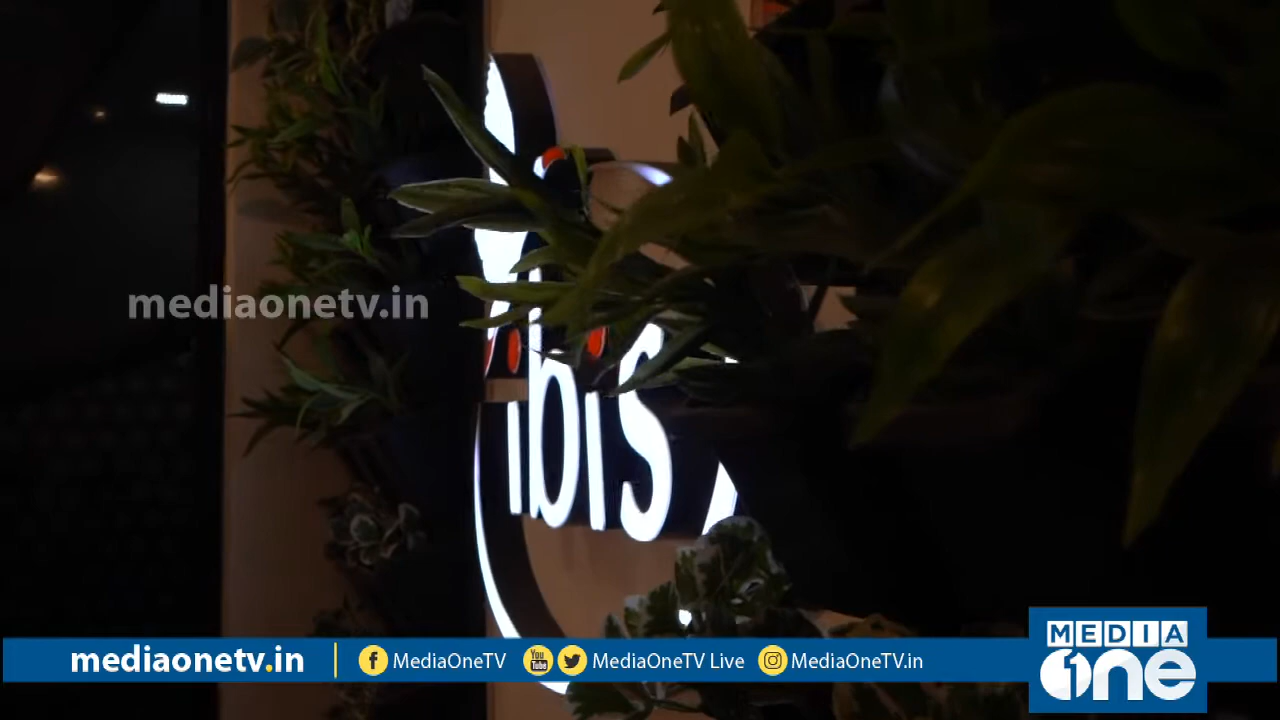 mediaonetv.in
ibis
mediaonetv.in
MediaOneTV
You
Tube
MediaOneTV Live
MediaOneTV.in
MEDIA
One